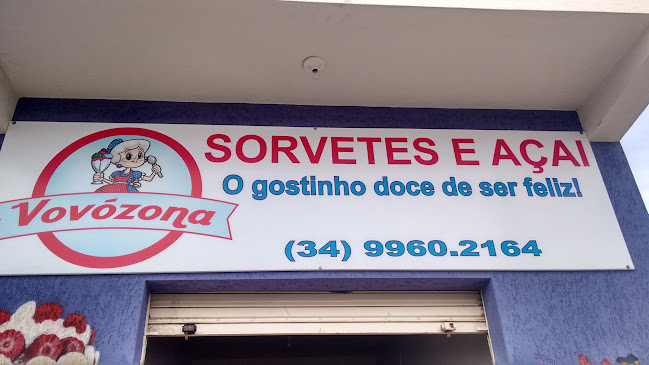 SORVETES E AÇAI
O gostinho doce de ser feliz!
Vovózona
(34) 9960.2164